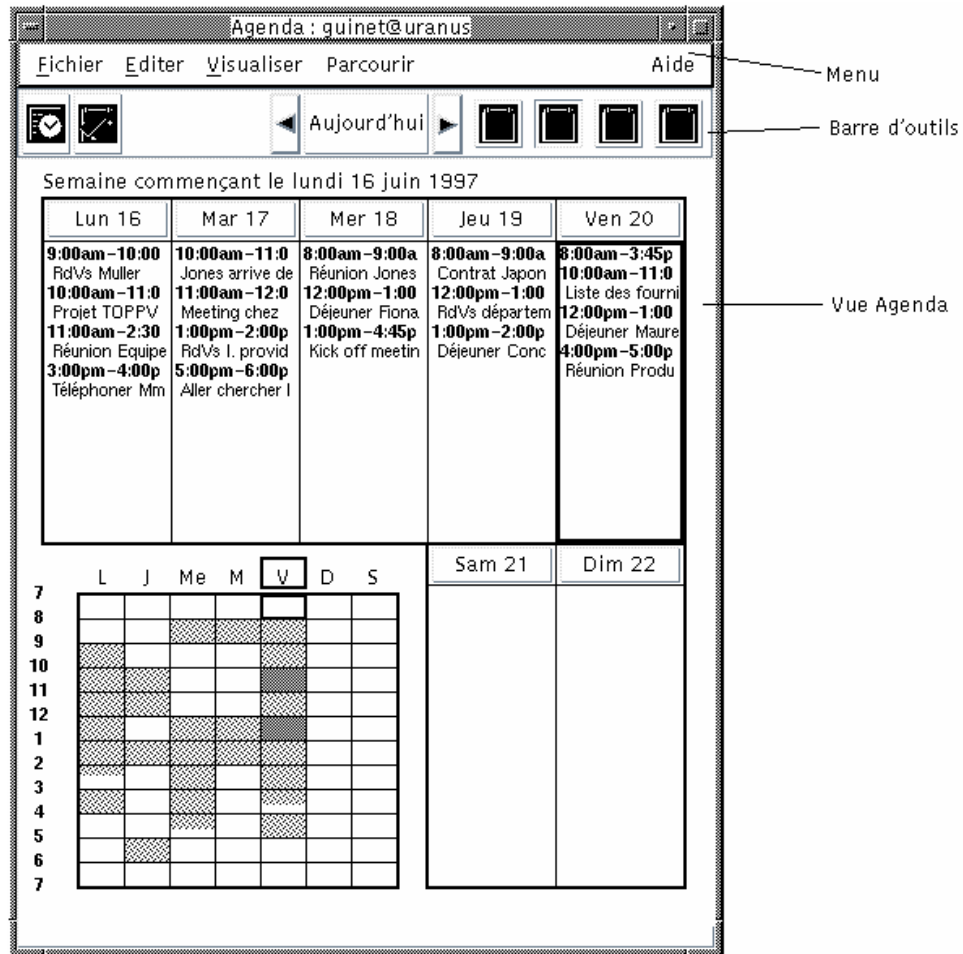 Agenda : guinet@uranus
Fichier Editer Visualiser Parcourir Aide
Menu
Aujourd'hui
Barre d'outils
Semaine commençant le lundi 16 juin 1997
Lun 16 Mar 17 Mer 18 Jeu 19 Ven 20
9:00am-10:00
RdVs Muller
10:00am-11:0
Projet TOPPV
11:00am-2:30
Réunion Equipe
3:00pm-4:00p
Téléphoner Mm
10:00am-11:0
Jones arrive de
11:00am-12:0
Meeting chez
1:00pm-2:00p
RdVs I. provid
5:00pm-6:00p
Aller chercher l
8:00am-9:00a
Réunion Jones
12:00pm-1:00
Déjeuner Fiona
1:00pm-4:45p
Kick off meetin
8:00am-9:00a
Contrat Japon
12:00pm-1:00
RdVs départem
1:00pm-2:00p
Déjeuner Conc
8:00am-3:45p
10:00am-11:0
Liste des fourni
12:00pm-1:00
Déjeuner Maure
4:00pm-5:00p
Réunion Produ
Vue Agenda
L J Me M V D S
7
8
9
10
11
12
1
2
3
4
5
6
7
Sam 21 Dim 22